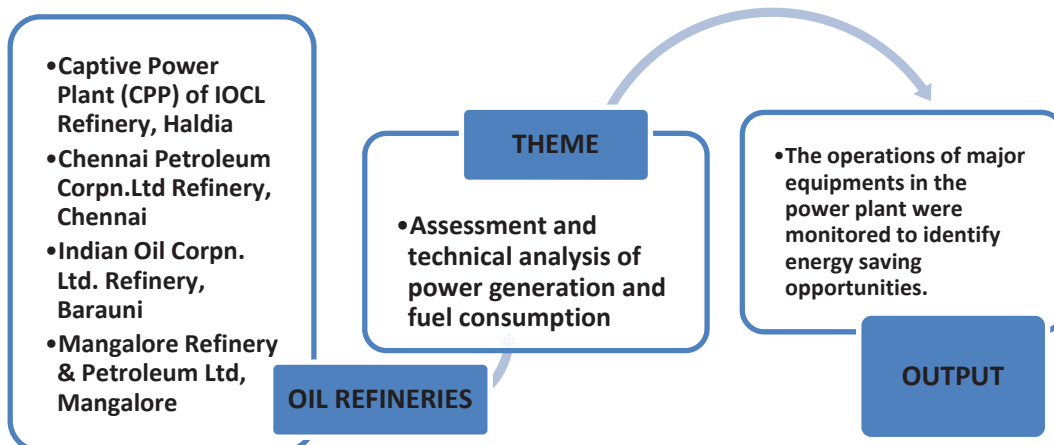 •Captive Power
Plant (CPP) of IOCL
Refinery, Haldia
•Chennai Petroleum
Corpn.Ltd Refinery,
Chennai
•Indian Oil Corpn.
Ltd. Refinery,
Barauni
•Mangalore Refinery
& Petroleum Ltd,
Mangalore
OIL REFINERIES
THEME
•Assessment and
technical analysis of
power generation and
fuel consumption
•The operations of major
equipments in the
power plant were
monitored to identify
energy saving
opportunities.
OUTPUT